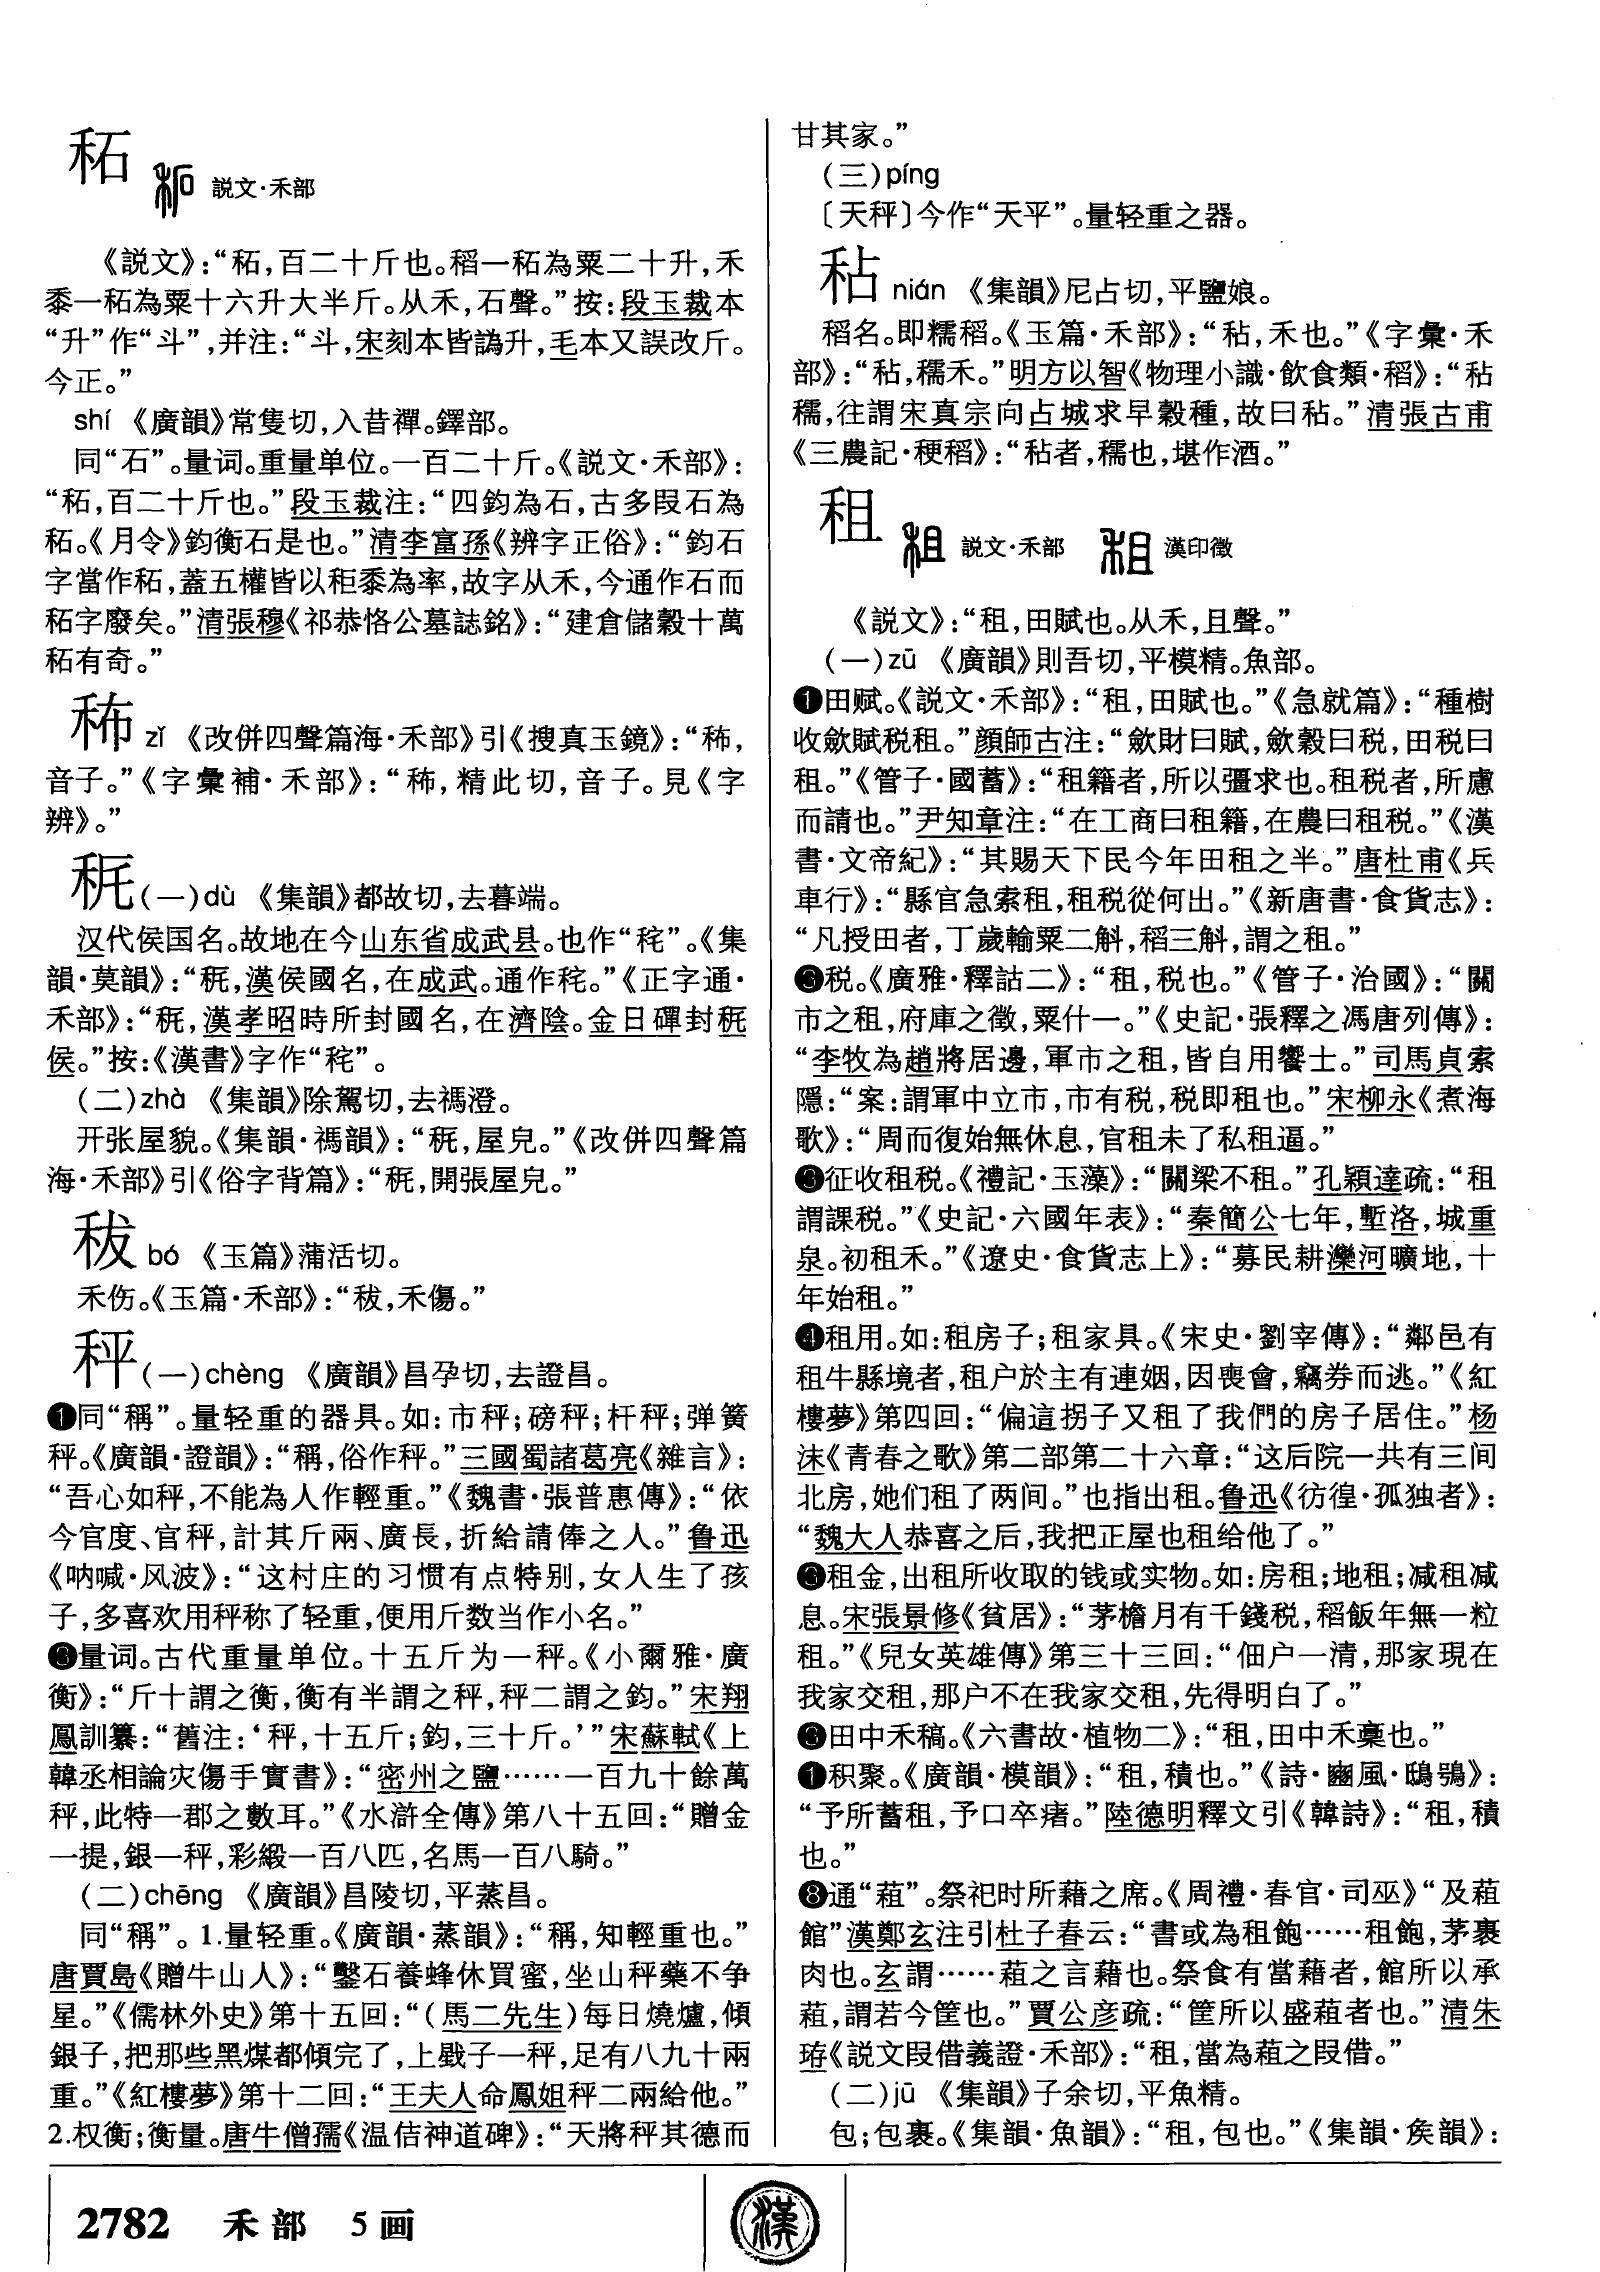 䄷 説文·禾部
《説文》：“䄷，百二十斤也。稻一䄷為粟二十升，禾
黍一䄷為粟十六升大半斤。从禾，石聲。”按：段玉裁本
“升”作“斗”，并注：“斗，宋刻本皆譌升，毛本又誤改斤。
今正。”
shí 《廣韻》常隻切，入昔禪。鐸部。
同“石”。量词。重量单位。一百二十斤。《説文·禾部》：
“䄷，百二十斤也。”段玉裁注：“四鈞為石，古多叚石為
䄷。《月令》鈞衡石是也。”清李富孫《辨字正俗》：“鈞石
字當作䄷，蓋五權皆以秬黍為率，故字从禾，今通作石而
䄷字廢矣。”清張穆《祁恭恪公墓誌銘》：“建倉儲穀十萬
䄷有奇。”
zǐ 《改併四聲篇海·禾部》引《搜真玉鏡》：“
音子。”《字彙補·禾部》：“，精此切，音子。見《字
辨》。”
(一)dù 《集韻》都故切，去暮端。
汉代侯国名。故地在今山东省成武县。也作“秺”。《集
韻·莫韻》：“，漢侯國名，在成武。通作秺。”《正字通·
禾部》：“，漢孝昭時所封國名，在濟陰。金日磾封
侯。”按：《漢書》字作“秺”。
(二)zhà 《集韻》除駕切，去禡澄。
开张屋貌。《集韻·禡韻》：“，屋皃。”《改併四聲篇
海·禾部》引《俗字背篇》：“，開張屋皃。”
bó 《玉篇》蒲活切。
禾伤。《玉篇·禾部》：“，禾傷。”
秤(一)chèng 《廣韻》昌孕切，去證昌。
❶同“稱”。量轻重的器具。如：市秤；磅秤；杆秤；弹簧
秤。《廣韻·證韻》：“稱，俗作秤。”三國蜀諸葛亮《雜言》：
“吾心如秤，不能為人作輕重。”《魏書·張普惠傳》：“依
今官度、官秤，計其斤兩、廣長，折給請俸之人。”鲁迅
《呐喊·风波》：“这村庄的习惯有点特别，女人生了孩
子，多喜欢用秤称了轻重，便用斤数当作小名。”
❷量词。古代重量单位。十五斤为一秤。《小爾雅·廣
衡》：“斤十謂之衡，衡有半謂之秤，秤二謂之鈞。”宋翔
鳳訓纂：“舊注：‘秤，十五斤；鈞，三十斤。’”宋蘇軾《上
韓丞相論灾傷手實書》：“密州之鹽……一百九十餘萬
秤，此特一郡之數耳。”《水滸全傳》第八十五回：“贈金
一提，銀一秤，彩緞一百八匹，名馬一百八騎。”
(二)chēng 《廣韻》昌陵切，平蒸昌。
同“稱”。1.量轻重。《廣韻·蒸韻》：“稱，知輕重也。”
唐賈島《贈牛山人》：“鑿石養蜂休買蜜，坐山秤藥不争
星。”《儒林外史》第十五回：“（馬二先生）每日燒爐，傾
銀子，把那些黑煤都傾完了，上戥子一秤，足有八九十兩
重。”《紅樓夢》第十二回：“王夫人命鳳姐秤二兩給他。”
2.权衡；衡量。唐牛僧孺《温佶神道碑》：“天將秤其德而
甘其家。”
(三)píng
〔天秤〕今作“天平”。量轻重之器。
秥 nián 《集韻》尼占切，平鹽娘。
稻名。即糯稻。《玉篇·禾部》：“秥，禾也。”《字彙·禾
部》：“秥，穤禾。”明方以智《物理小識·飲食類·稻》：“秥
穤，往謂宋真宗向占城求早穀種，故曰秥。”清張古甫
《三農記·稉稻》：“秥者，穤也，堪作酒。”
租 説文·禾部 漢印徵
《説文》：“租，田賦也。从禾，且聲。”
(一)zū 《廣韻》則吾切，平模精。魚部。
❶田赋。《説文·禾部》：“租，田賦也。”《急就篇》：“種樹
收斂賦税租。”顔師古注：“斂財曰賦，斂穀曰税，田税曰
租。”《管子·國蓄》：“租籍者，所以彊求也。租税者，所慮
而請也。”尹知章注：“在工商曰租籍，在農曰租税。”《漢
書·文帝紀》：“其賜天下民今年田租之半。”唐杜甫《兵
車行》：“縣官急索租，租税從何出。”《新唐書·食貨志》：
“凡授田者，丁歲輸粟二斛，稻三斛，謂之租。”
❷税。《廣雅·釋詁二》：“租，税也。”《管子·治國》：“關
市之租，府庫之徵，粟什一。”《史記·張釋之馮唐列傳》：
“李牧為趙將居邊，軍市之租，皆自用饗士。”司馬貞索
隱：“案：謂軍中立市，市有税，税即租也。”宋柳永《煮海
歌》：“周而復始無休息，官租未了私租逼。”
❸征收租税。《禮記·玉藻》：“關梁不租。”孔穎達疏：“租
謂課税。”《史記·六國年表》：“秦簡公七年，塹洛，城重
泉。初租禾。”《遼史·食貨志上》：“募民耕灤河曠地，十
年始租。”
❹租用。如：租房子；租家具。《宋史·劉宰傳》：“鄰邑有
租牛縣境者，租户於主有連姻，因喪會，竊券而逃。”《紅
樓夢》第四回：“偏這拐子又租了我們的房子居住。”杨
沫《青春之歌》第二部第二十六章：“这后院一共有三间
北房，她们租了两间。”也指出租。鲁迅《彷徨·孤独者》：
“魏大人恭喜之后，我把正屋也租给他了。”
❺租金，出租所收取的钱或实物。如：房租；地租；减租减
息。宋張景修《貧居》：“茅檐月有千錢税，稻飯年無一粒
租。”《兒女英雄傳》第三十三回：“佃户一清，那家現在
我家交租，那户不在我家交租，先得明白了。”
❻田中禾稿。《六書故·植物二》：“租，田中禾稾也。”
❼积聚。《廣韻·模韻》：“租，積也。”《詩·豳風·鴟鴞》：
“予所蓄租，予口卒瘏。”陸德明釋文引《韓詩》：“租，積
也。”
❽通“蒩”。祭祀时所藉之席。《周禮·春官·司巫》“及蒩
館”漢鄭玄注引杜子春云：“書或為租飽……租飽，茅裹
肉也。玄謂……蒩之言藉也。祭食有當藉者，館所以承
蒩，謂若今筐也。”賈公彦疏：“筐所以盛蒩者也。”清朱
珔《説文叚借義證·禾部》：“租，當為蒩之叚借。”
(二)jū 《集韻》子余切，平魚精。
包；包裹。《集韻·魚韻》：“租，包也。”《集韻·矦韻》：
2782 禾部 5画
漢